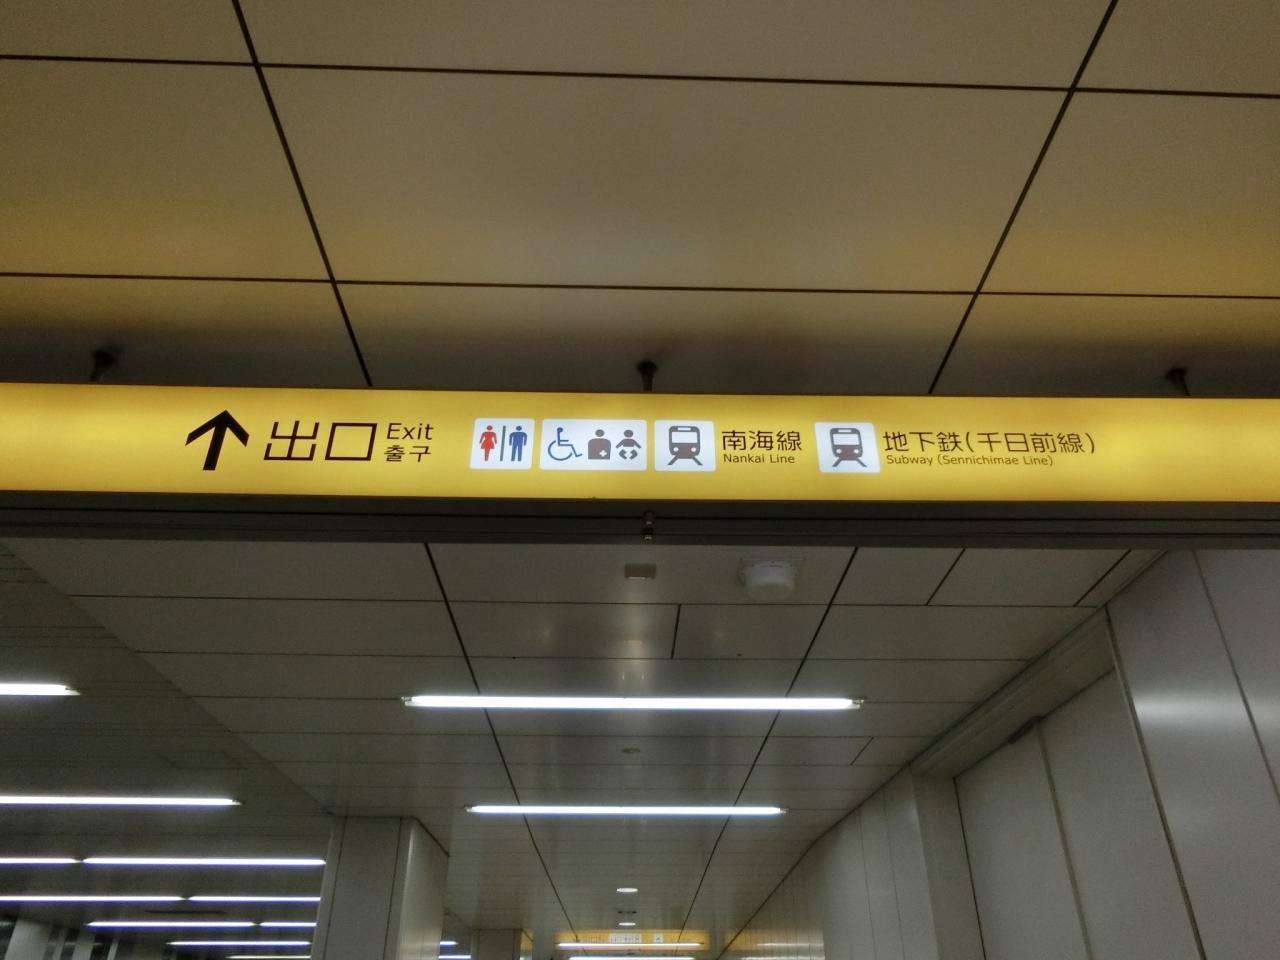 出口
Exit
출구
南海線
Nankai Line
地下鉄(千日前線)
Subway (Sennichimae Line)